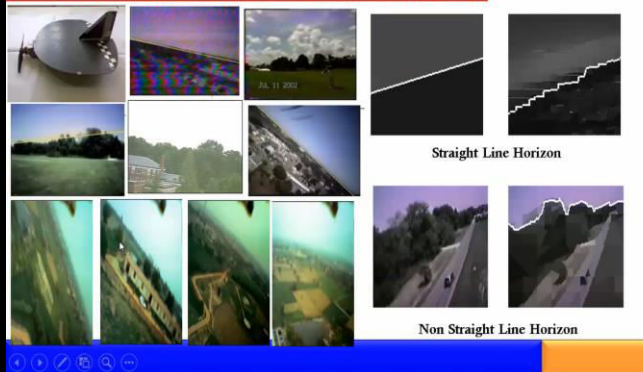 JUL 11 2002
Straight Line Horizon
Non Straight Line Horizon